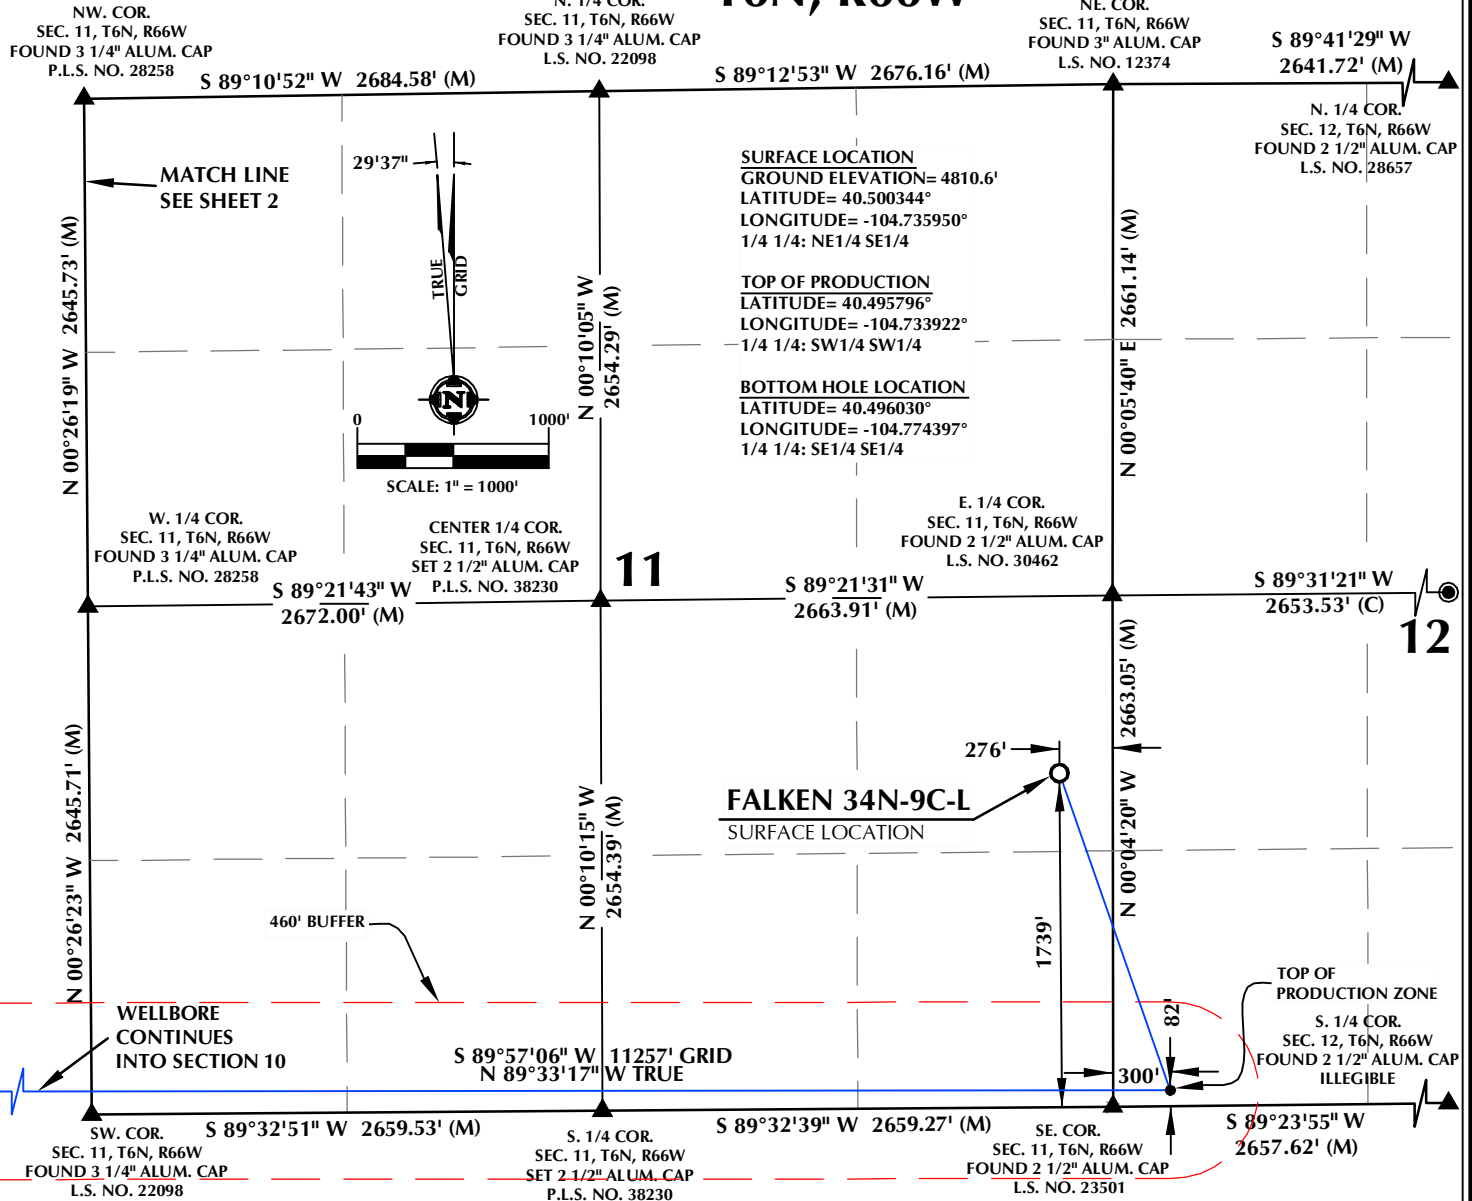 T6N, R66W
NW. COR.
SEC. 11, T6N, R66W
FOUND 3 1/4" ALUM. CAP
P.L.S. NO. 28258
N. 1/4 COR.
SEC. 11, T6N, R66W
FOUND 3 1/4" ALUM. CAP
L.S. NO. 22098
NE. COR.
SEC. 11, T6N, R66W
FOUND 3" ALUM. CAP
L.S. NO. 12374
S 89°41'29" W
2641.72' (M)
S 89°10'52" W 2684.58' (M)
S 89°12'53" W 2676.16' (M)
N. 1/4 COR.
SEC. 12, T6N, R66W
FOUND 2 1/2" ALUM. CAP
L.S. NO. 28657
MATCH LINE
SEE SHEET 2
29'37"
TRUE
GRID
N
0
1000'
SCALE: 1" = 1000'
SURFACE LOCATION
GROUND ELEVATION= 4810.6'
LATITUDE= 40.500344°
LONGITUDE= -104.735950°
1/4 1/4: NE1/4 SE1/4
TOP OF PRODUCTION
LATITUDE= 40.495796°
LONGITUDE= -104.733922°
1/4 1/4: SW1/4 SW1/4
BOTTOM HOLE LOCATION
LATITUDE= 40.496030°
LONGITUDE= -104.774397°
1/4 1/4: SE1/4 SE1/4
N 00°26'19" W 2645.73' (M)
N 00°10'05" W
2654.29' (M)
N 00°05'40" E 2661.14' (M)
W. 1/4 COR.
SEC. 11, T6N, R66W
FOUND 3 1/4" ALUM. CAP
P.L.S. NO. 28258
CENTER 1/4 COR.
SEC. 11, T6N, R66W
SET 2 1/2" ALUM. CAP
P.L.S. NO. 38230
11
E. 1/4 COR.
SEC. 11, T6N, R66W
FOUND 2 1/2" ALUM. CAP
L.S. NO. 30462
S 89°21'43" W
2672.00' (M)
S 89°21'31" W
2663.91' (M)
S 89°31'21" W
2653.53' (C)
12
N 00°26'23" W 2645.71' (M)
N 00°10'15" W
2654.39' (M)
N 00°04'20" W 2663.05' (M)
276'
FALKEN 34N-9C-L
SURFACE LOCATION
1739'
460' BUFFER
WELLBORE
CONTINUES
INTO SECTION 10
S 89°57'06" W 11257' GRID
N 89°33'17" W TRUE
82'
300'
TOP OF
PRODUCTION ZONE
S. 1/4 COR.
SEC. 12, T6N, R66W
FOUND 2 1/2" ALUM. CAP
ILLEGIBLE
S 89°32'51" W 2659.53' (M)
S 89°32'39" W 2659.27' (M)
S 89°23'55" W
2657.62' (M)
SW. COR.
SEC. 11, T6N, R66W
FOUND 3 1/4" ALUM. CAP
L.S. NO. 22098
S. 1/4 COR.
SEC. 11, T6N, R66W
SET 2 1/2" ALUM. CAP
P.L.S. NO. 38230
SE. COR.
SEC. 11, T6N, R66W
FOUND 2 1/2" ALUM. CAP
L.S. NO. 23501